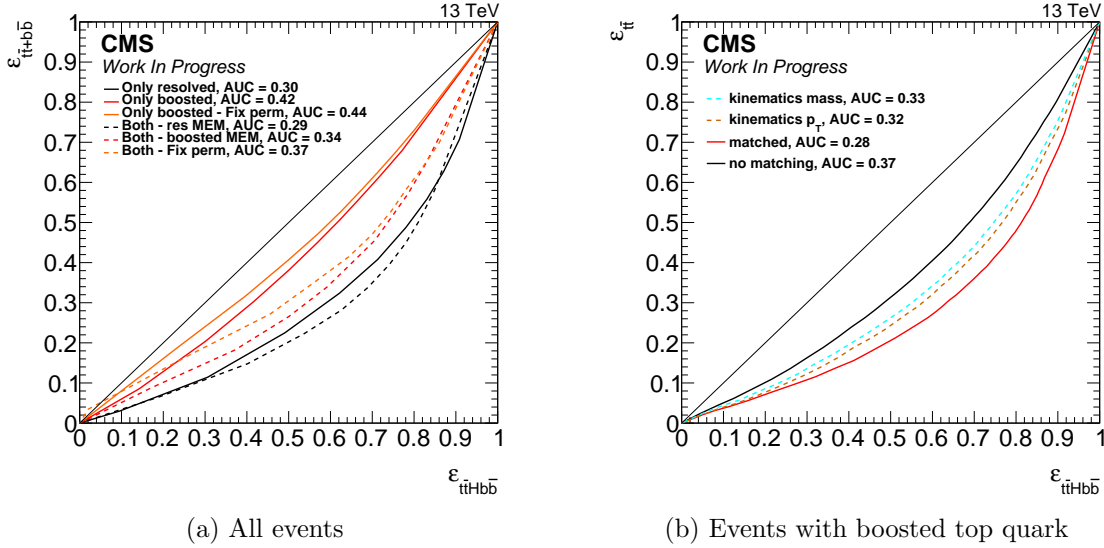 13 TeV
CMS
Work In Progress
Only resolved, AUC = 0.30
Only boosted, AUC = 0.42
Only boosted - Fix perm, AUC = 0.44
Both - res MEM, AUC = 0.29
Both - boosted MEM, AUC = 0.34
Both - Fix perm, AUC = 0.37
ε_{tt̄+bb̄}
1
0.9
0.8
0.7
0.6
0.5
0.4
0.3
0.2
0.1
0
0 0.1 0.2 0.3 0.4 0.5 0.6 0.7 0.8 0.9 1
ε_{tt̄Hbb̄}
(a) All events
13 TeV
CMS
Work In Progress
kinematics mass, AUC = 0.33
kinematics p_T, AUC = 0.32
matched, AUC = 0.28
no matching, AUC = 0.37
ε_{tt̄}
1
0.9
0.8
0.7
0.6
0.5
0.4
0.3
0.2
0.1
0
0 0.1 0.2 0.3 0.4 0.5 0.6 0.7 0.8 0.9 1
ε_{tt̄Hbb̄}
(b) Events with boosted top quark